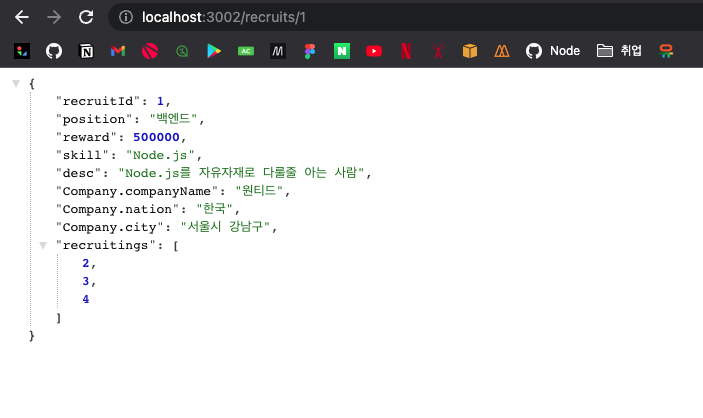 localhost:3002/recruits/1
AC N Node 취업
{
"recruitId": 1,
"position": "백엔드",
"reward": 500000,
"skill": "Node.js",
"desc": "Node.js를 자유자재로 다룰줄 아는 사람",
"Company.companyName": "원티드",
"Company.nation": "한국",
"Company.city": "서울시 강남구",
"recruitings": [
2,
3,
4
]
}